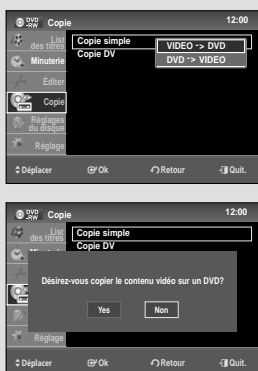 DVD -RW Copie 12:00
List des titres
Copie simple
VIDEO -> DVD
Copie DV
DVD -> VIDEO
Minuterie
Éditer
Copie
Réglages du disque
Réglage
Déplacer Ok Retour Quit.
DVD -RW Copie 12:00
List des titres
Copie simple
Copie DV
Désirez-vous copier le contenu vidéo sur un DVD?
Yes Non
Réglage
Déplacer Ok Retour Quit.